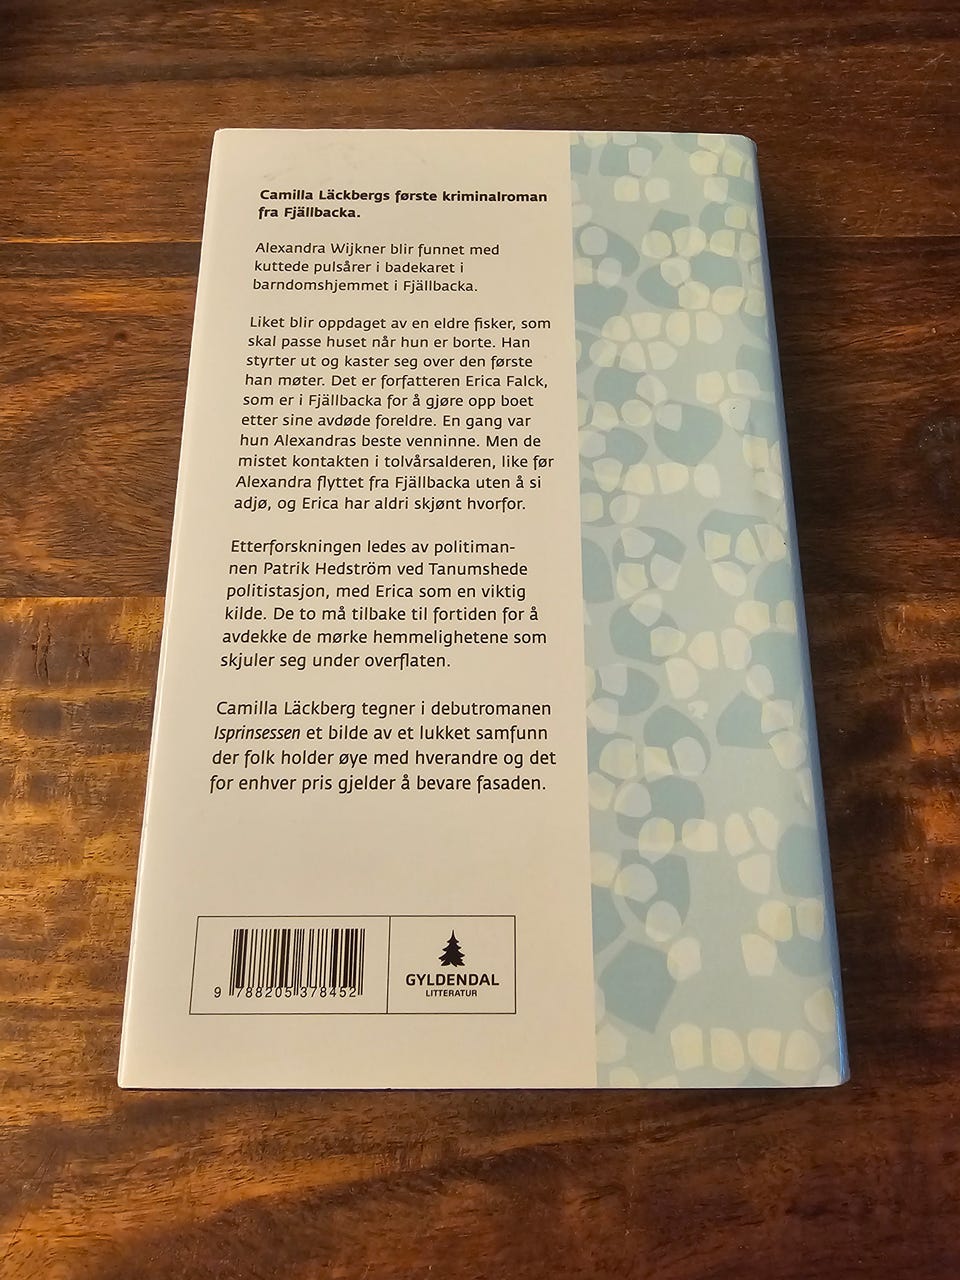 Camilla Läckbergs første kriminalroman
fra Fjällbacka.
Alexandra Wijkner blir funnet med
kuttede pulsårer i badekaret i
barndomshjemmet i Fjällbacka.
Liket blir oppdaget av en eldre fisker, som
skal passe huset når hun er borte. Han
styrter ut og kaster seg over den første
han møter. Det er forfatteren Erica Falck,
som er i Fjällbacka for å gjøre opp boet
etter sine avdøde foreldre. En gang var
hun Alexandras beste venninne. Men de
mistet kontakten i tolvårsalderen, like før
Alexandra flyttet fra Fjällbacka uten å si
adjø, og Erica har aldri skjønt hvorfor.
Etterforskningen ledes av politiman-
nen Patrik Hedström ved Tanumshede
politistasjon, med Erica som en viktig
kilde. De to må tilbake til fortiden for å
avdekke de mørke hemmelighetene som
skjuler seg under overflaten.
Camilla Läckberg tegner i debutromanen
Isprinsessen et bilde av et lukket samfunn
der folk holder øye med hverandre og det
for enhver pris gjelder å bevare fasaden.
9 788205 378452
GYLDENDAL
LITTERATUR